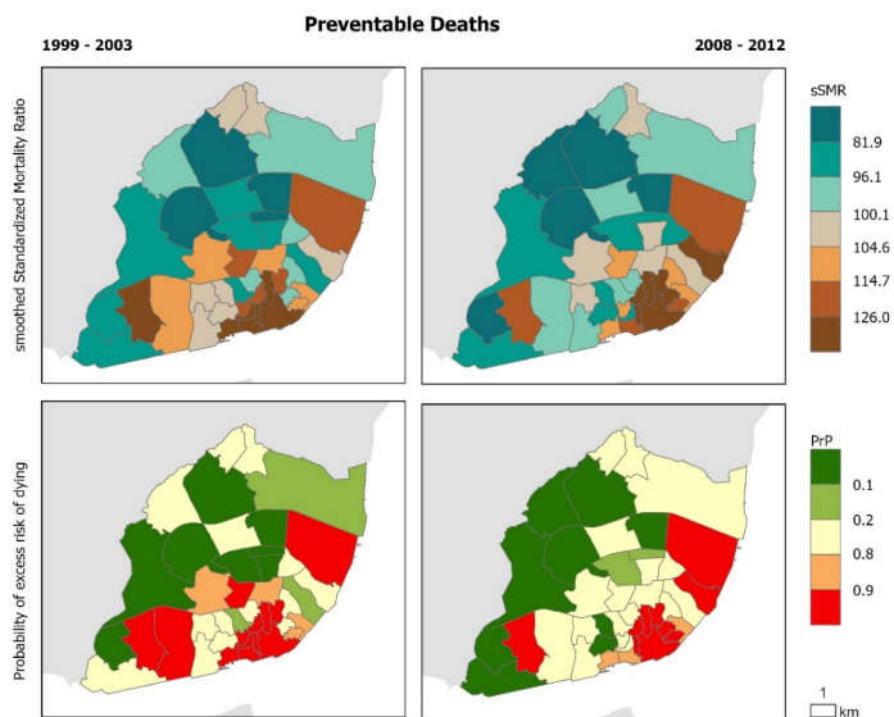 Preventable Deaths
1999 - 2003
2008 - 2012
smoothed Standardized Mortality Ratio
sSMR
81.9
96.1
100.1
104.6
114.7
126.0
Probability of excess risk of dying
PrP
0.1
0.2
0.8
0.9
1
km